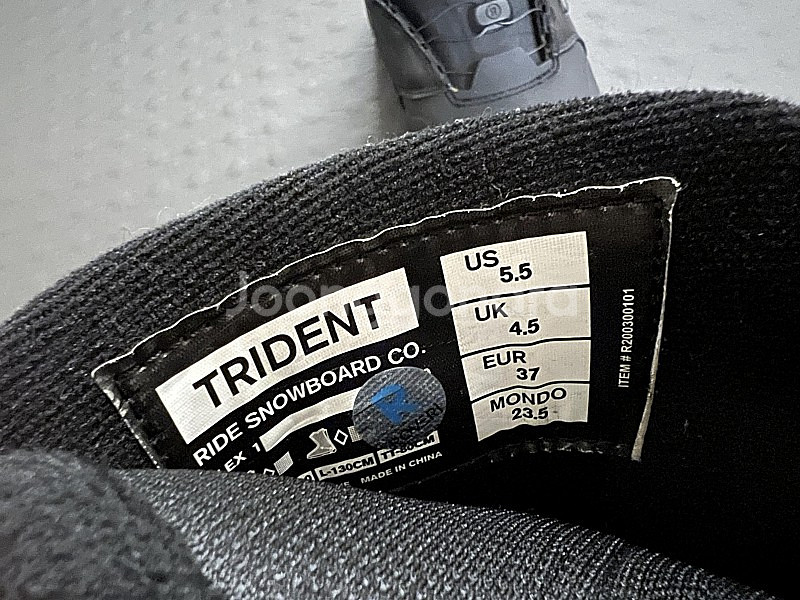 TRIDENT
RIDE SNOWBOARD CO.
L-130CM
MADE IN CHINA
US
5.5
UK
4.5
EUR
37
MONDO
23.5
ITEM # R200300101